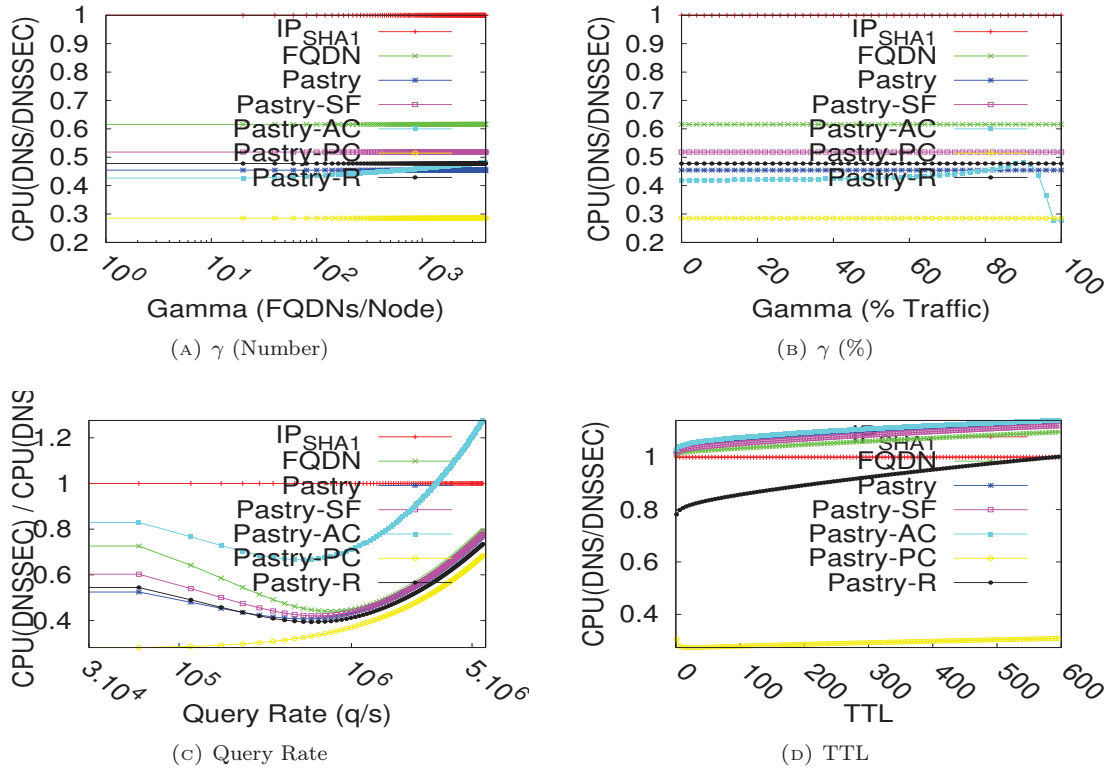 CPU(DNS/DNSSEC)
1
0.9
0.8
0.7
0.6
0.5
0.4
0.3
0.2
IP_SHA1
FQDN
Pastry
Pastry-SF
Pastry-AC
Pastry-PC
Pastry-R
10^0
10^1
10^2
10^3
Gamma (FQDNs/Node)
(A) γ (Number)
CPU(DNS/DNSSEC)
1
0.9
0.8
0.7
0.6
0.5
0.4
0.3
0.2
IP_SHA1
FQDN
Pastry
Pastry-SF
Pastry-AC
Pastry-PC
Pastry-R
0
20
40
60
80
100
Gamma (% Traffic)
(B) γ (%)
CPU(DNSSEC) / CPU(DNS
1.2
1
0.8
0.6
0.4
IP_SHA1
FQDN
Pastry
Pastry-SF
Pastry-AC
Pastry-PC
Pastry-R
3.10^4
10^5
10^6
5.10^6
Query Rate (q/s)
(C) Query Rate
CPU(DNS/DNSSEC)
1
0.8
0.6
0.4
IP_SHA1
FQDN
Pastry
Pastry-SF
Pastry-AC
Pastry-PC
Pastry-R
0
100
200
300
400
500
600
TTL
(D) TTL